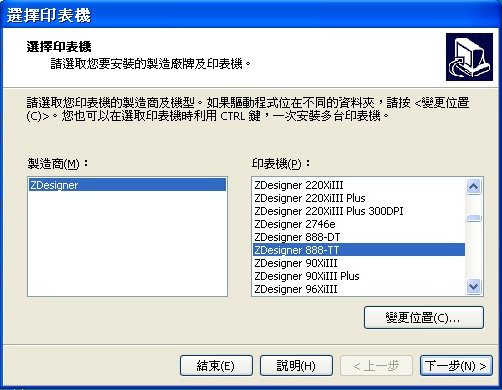 選擇印表機
選擇印表機
請選取您要安裝的製造廠牌及印表機。
請選取您印表機的製造商及機型。如果驅動程式位在不同的資料夾，請按 <變更位置
(C)>。您也可以在選取印表機時利用 CTRL 鍵，一次安裝多台印表機。
製造商(M)：
印表機(P)：
ZDesigner
ZDesigner 220XiIII
ZDesigner 220XiIII Plus
ZDesigner 220XiIII Plus 300DPI
ZDesigner 2746e
ZDesigner 888-DT
ZDesigner 888-TT
ZDesigner 90XiIII
ZDesigner 90XiIII Plus
ZDesigner 96XiIII
變更位置(C)...
結束(E)
說明(H)
< 上一步
下一步(N) >